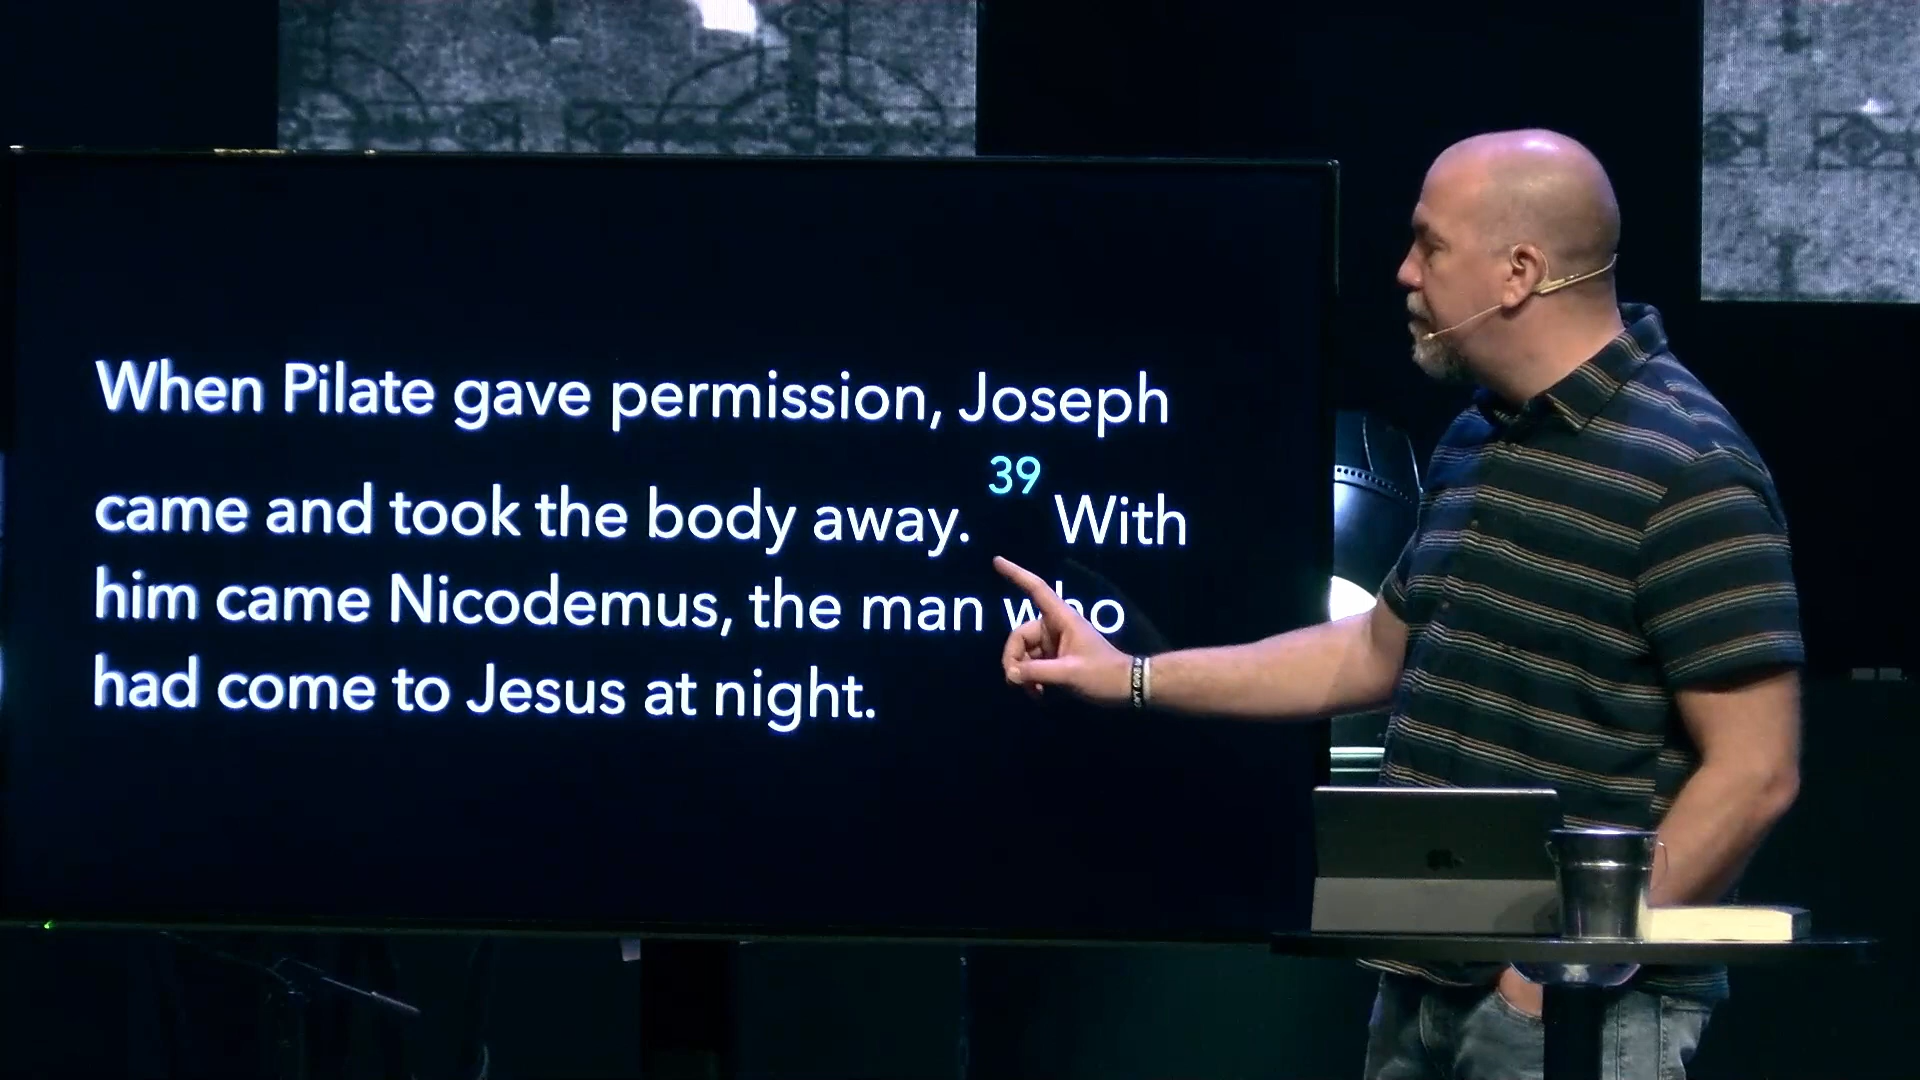 When Pilate gave permission, Joseph
came and took the body away. 39 With
him came Nicodemus, the man who
had come to Jesus at night.